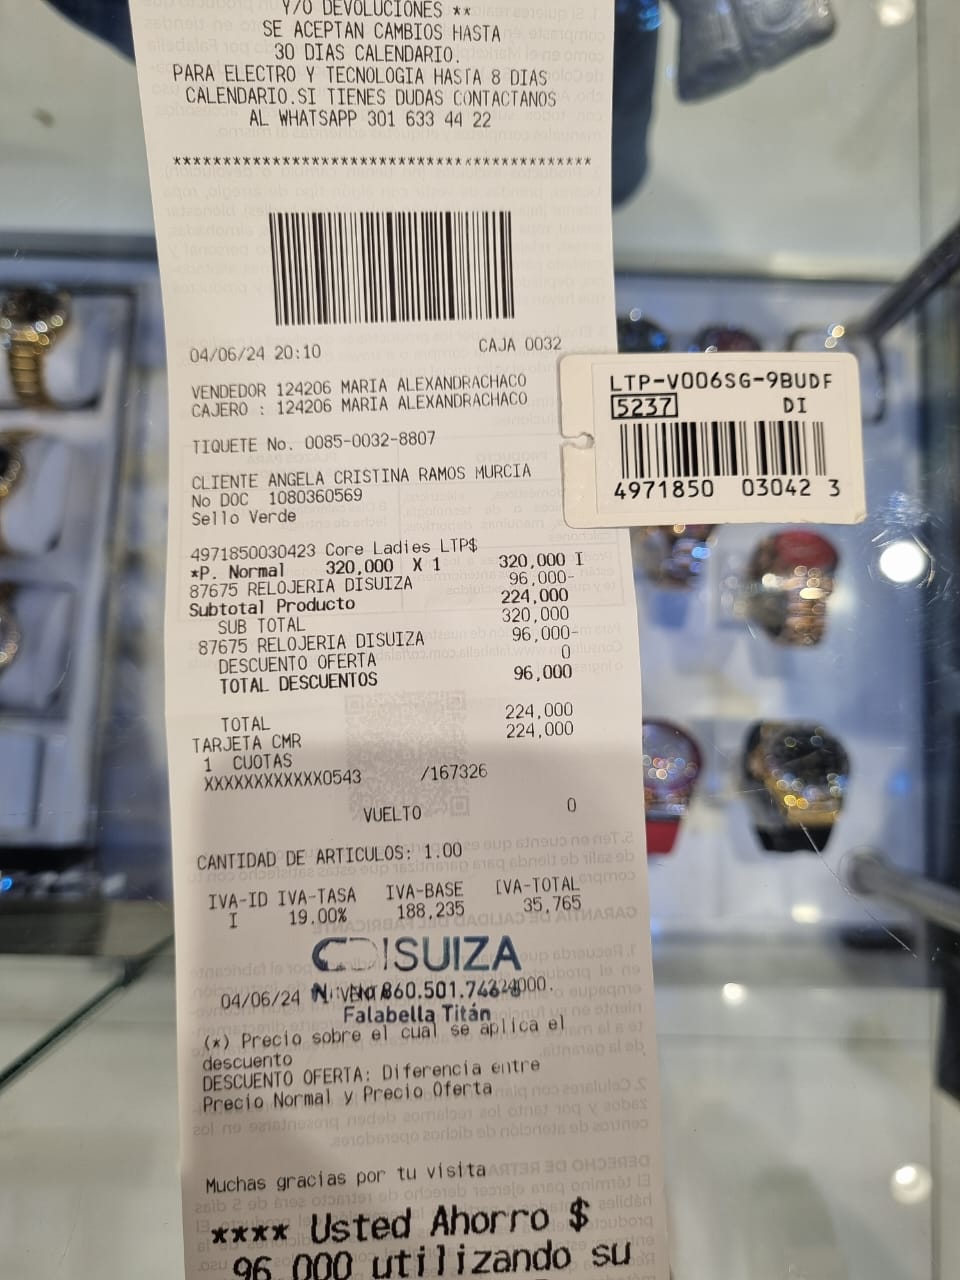 Y/O DEVOLUCIONES **
SE ACEPTAN CAMBIOS HASTA
30 DIAS CALENDARIO.
PARA ELECTRO Y TECNOLOGIA HASTA 8 DIAS
CALENDARIO.SI TIENES DUDAS CONTACTANOS
AL WHATSAPP 301 633 44 22
******************************************
04/06/24 20:10 CAJA 0032
VENDEDOR 124206 MARIA ALEXANDRACHACO
CAJERO : 124206 MARIA ALEXANDRACHACO
TIQUETE No. 0085-0032-8807
CLIENTE ANGELA CRISTINA RAMOS MURCIA
No DOC 1080360569
Sello Verde
4971850030423 Core Ladies LTP$
*P. Normal 320,000 X 1 320,000 I
87675 RELOJERIA DISUIZA 96,000-
Subtotal Producto 224,000
SUB TOTAL 320,000
87675 RELOJERIA DISUIZA 96,000-
DESCUENTO OFERTA 0
TOTAL DESCUENTOS 96,000
TOTAL 224,000
TARJETA CMR 224,000
1 CUOTAS
XXXXXXXXXXXX0543 /167326
VUELTO 0
CANTIDAD DE ARTICULOS: 1.00
IVA-ID IVA-TASA IVA-BASE IVA-TOTAL
I 19.00% 188,235 35,765
DISUIZA
04/06/24 860.501.746-
Falabella Titán
(*) Precio sobre el cual se aplica el
descuento
DESCUENTO OFERTA: Diferencia entre
Precio Normal y Precio Oferta
Muchas gracias por tu visita
**** Usted Ahorro $
96,000 utilizando su
LTP-V006SG-9BUDF
5237 DI
4971850 03042 3